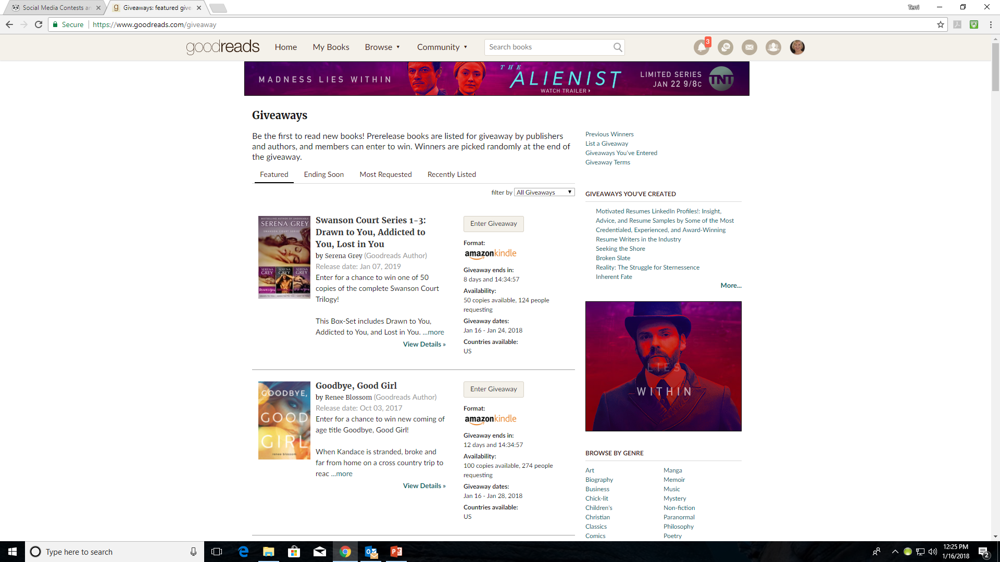 Social Media Contests an
Giveaways: featured give
Terri
Secure
https://www.goodreads.com/giveaway
goodreads
Home
My Books
Browse
Community
Search books
3
MADNESS LIES WITHIN
THE
ALIENIST
WATCH TRAILER
LIMITED SERIES
JAN 22 9/8C
TNT
Giveaways
Be the first to read new books! Prerelease books are listed for giveaway by publishers
and authors, and members can enter to win. Winners are picked randomly at the end of
the giveaway.
Featured
Ending Soon
Most Requested
Recently Listed
filter by All Giveaways
SERENA GREY
Swanson Court Series 1-3:
Drawn to You, Addicted to
You, Lost in You
by Serena Grey (Goodreads Author)
Release date: Jan 07, 2019
Enter for a chance to win one of 50
copies of the complete Swanson Court
Trilogy!
This Box-Set includes Drawn to You,
Addicted to You, and Lost in You. ...more
View Details »
Enter Giveaway
Format:
amazonkindle
Giveaway ends in:
8 days and 14:34:57
Availability:
50 copies available, 124 people
requesting
Giveaway dates:
Jan 16 - Jan 24, 2018
Countries available:
US
GOODBYE,
GOOD
GIRL
renee blossom
Goodbye, Good Girl
by Renee Blossom (Goodreads Author)
Release date: Oct 03, 2017
Enter for a chance to win new coming of
age title Goodbye, Good Girl!
When Kandace is stranded, broke and
far from home on a cross country trip to
reac ...more
View Details »
Enter Giveaway
Format:
amazonkindle
Giveaway ends in:
12 days and 14:34:57
Availability:
100 copies available, 274 people
requesting
Giveaway dates:
Jan 16 - Jan 28, 2018
Countries available:
US
Previous Winners
List a Giveaway
Giveaways You've Entered
Giveaway Terms
GIVEAWAYS YOU'VE CREATED
Motivated Resumes LinkedIn Profiles!: Insight,
Advice, and Resume Samples by Some of the Most
Credentialed, Experienced, and Award-Winning
Resume Writers in the Industry
Seeking the Shore
Broken Slate
Reality: The Struggle for Sternessence
Inherent Fate
More...
LIES
WITHIN
BROWSE BY GENRE
Art
Biography
Business
Chick-lit
Children's
Christian
Classics
Comics
Manga
Memoir
Music
Mystery
Non-fiction
Paranormal
Philosophy
Poetry
Type here to search
12:25 PM
1/16/2018
2